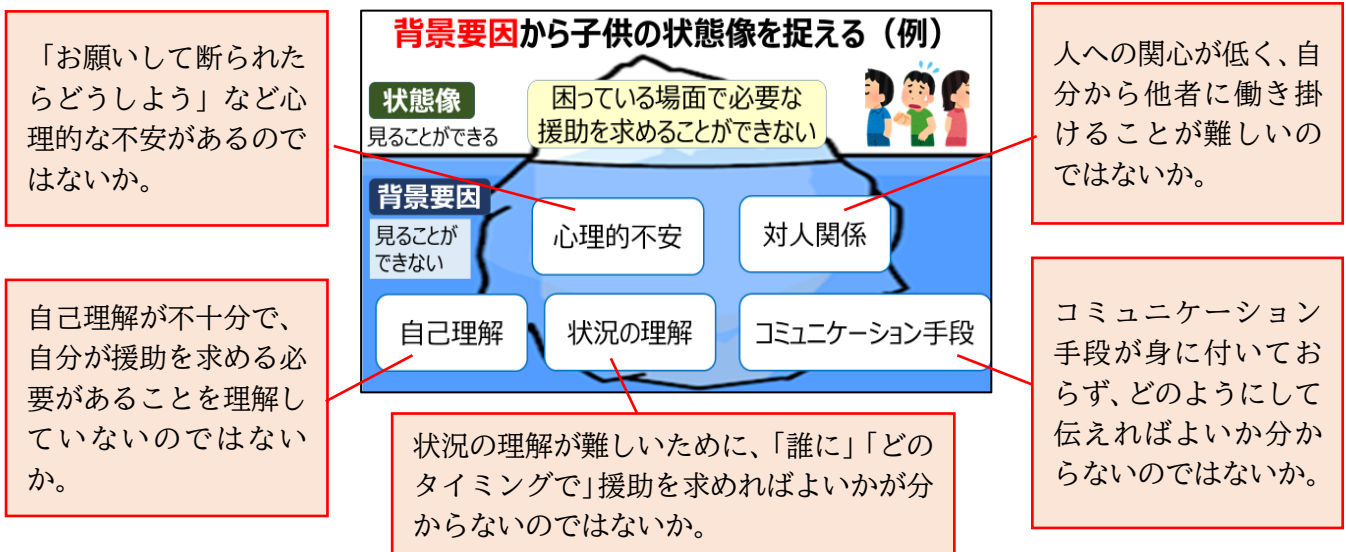 背景要因から子供の状態像を捉える（例）
状態像
見ることができる
困っている場面で必要な
援助を求めることができない
背景要因
見ることが
できない
心理的不安
対人関係
自己理解
状況の理解
コミュニケーション手段
「お願いして断られた
らどうしよう」など心
理的な不安があるので
はないか。
人への関心が低く、自
分から他者に働き掛
けることが難しいの
ではないか。
自己理解が不十分で、
自分が援助を求める必
要があることを理解し
ていないのではない
か。
状況の理解が難しいために、「誰に」「どの
タイミングで」援助を求めればよいかが分
からないのではないか。
コミュニケーション
手段が身に付いてお
らず、どのようにして
伝えればよいか分か
らないのではないか。